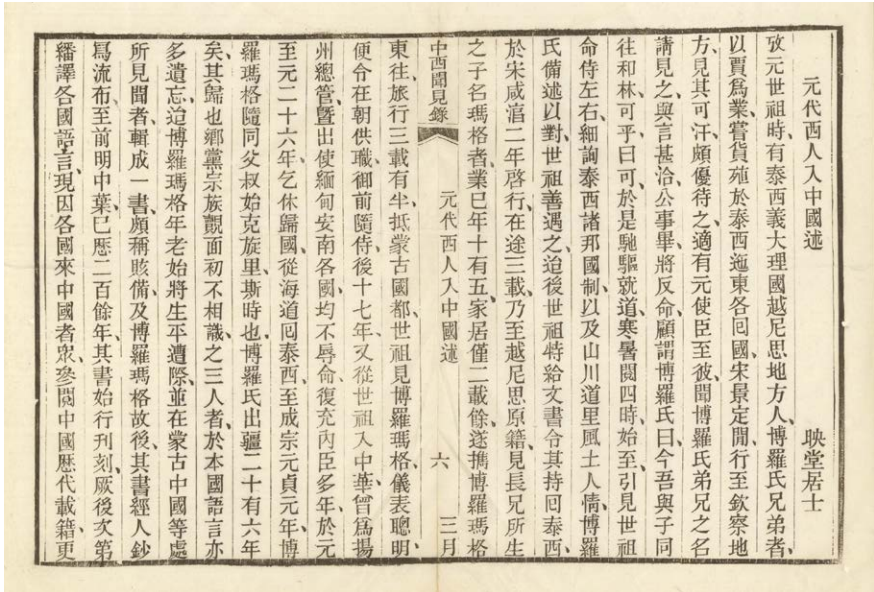 元代西人入中國述
映堂居士
攷元世祖時有泰西義大理國越尼思地方人、博羅氏兄弟者、
以賈爲業、嘗貨殖於泰西迤東各囘國、宋景定閒、行至欽察地
方、見其可汗、頗優待之、適有元使臣至彼、聞博羅氏弟兄之名、
請見之、與言甚洽、公事畢、將反命、顧謂博羅氏曰、今吾與子同
往和林可乎、曰可、於是馳驅就道、寒暑閱四時、始至、引見世祖、
命侍左右、細詢泰西諸邦國制、以及山川道里風土人情、博羅
氏備述以對、世祖善遇之、迨後世祖特給文書、令其持囘泰西、
於宋咸淳二年啓行、在途三載、乃至越尼思原籍、見長兄所生
之子名瑪格者、業已年十有五、家居僅二載餘、遂攜博羅瑪格
中西聞見錄
元代西人入中國述
六
三月
東往、旅行三載有半、抵蒙古國都、世祖見博羅瑪格儀表聰明、
便令在朝供職、御前隨侍、後十七年、又從世祖入中華、曾爲揚
州總管、曁出使緬甸安南各國、均不辱命、復充內臣多年、於元
至元二十六年、乞休歸國、從海道囘泰西、至成宗元貞元年、博
羅瑪格隨同父叔始克旋里、斯時也、博羅氏出疆二十有六年
矣、其歸也、鄉黨宗族覿面初不相識、之三人者、於本國語言亦
多遺忘、迨博羅瑪格年老、始將生平遭際、並在蒙古中國等處
所見聞者、輯成一書、頗稱賅備、及博羅瑪格故後、其書經人鈔
寫流布、至前明中葉、已歷二百餘年、其書始行刊刻、厥後次第
繙譯各國語言、現因各國來中國者衆、參閱中國歷代載籍、更